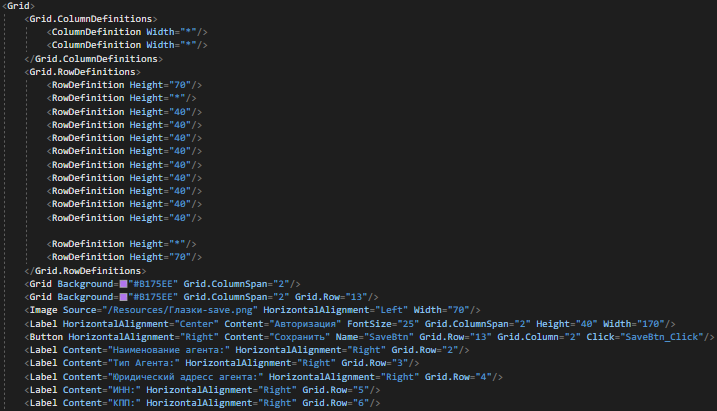 <Grid>
<Grid.ColumnDefinitions>
<ColumnDefinition Width="*"/>
<ColumnDefinition Width="*"/>
</Grid.ColumnDefinitions>
<Grid.RowDefinitions>
<RowDefinition Height="70"/>
<RowDefinition Height="*"/>
<RowDefinition Height="40"/>
<RowDefinition Height="40"/>
<RowDefinition Height="40"/>
<RowDefinition Height="40"/>
<RowDefinition Height="40"/>
<RowDefinition Height="40"/>
<RowDefinition Height="40"/>
<RowDefinition Height="40"/>
<RowDefinition Height="40"/>
<RowDefinition Height="*"/>
<RowDefinition Height="70"/>
</Grid.RowDefinitions>
<Grid Background="#B175EE" Grid.ColumnSpan="2"/>
<Grid Background="#B175EE" Grid.ColumnSpan="2" Grid.Row="13"/>
<Image Source="/Resources/Глазки-save.png" HorizontalAlignment="Left" Width="70"/>
<Label HorizontalAlignment="Center" Content="Авторизация" FontSize="25" Grid.ColumnSpan="2" Height="40" Width="170"/>
<Button HorizontalAlignment="Right" Content="Сохранить" Name="SaveBtn" Grid.Row="13" Grid.Column="2" Click="SaveBtn_Click"/>
<Label Content="Наименование агента:" HorizontalAlignment="Right" Grid.Row="2"/>
<Label Content="Тип Агента:" HorizontalAlignment="Right" Grid.Row="3"/>
<Label Content="Юридический адресс агента:" HorizontalAlignment="Right" Grid.Row="4"/>
<Label Content="ИНН:" HorizontalAlignment="Right" Grid.Row="5"/>
<Label Content="КПП:" HorizontalAlignment="Right" Grid.Row="6"/>